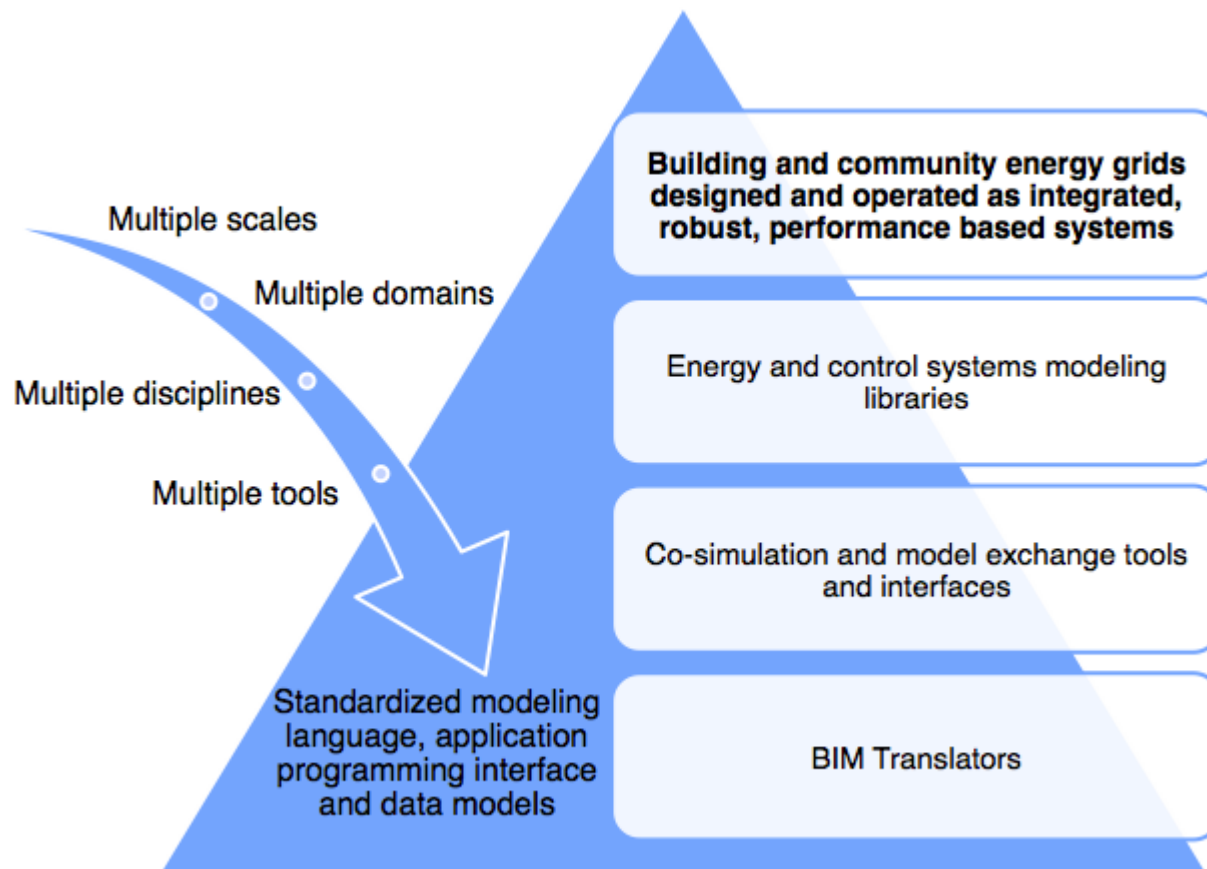 Multiple scales
Multiple domains
Multiple disciplines
Multiple tools
Standardized modeling
language, application
programming interface
and data models
Building and community energy grids
designed and operated as integrated,
robust, performance based systems
Energy and control systems modeling
libraries
Co-simulation and model exchange tools
and interfaces
BIM Translators